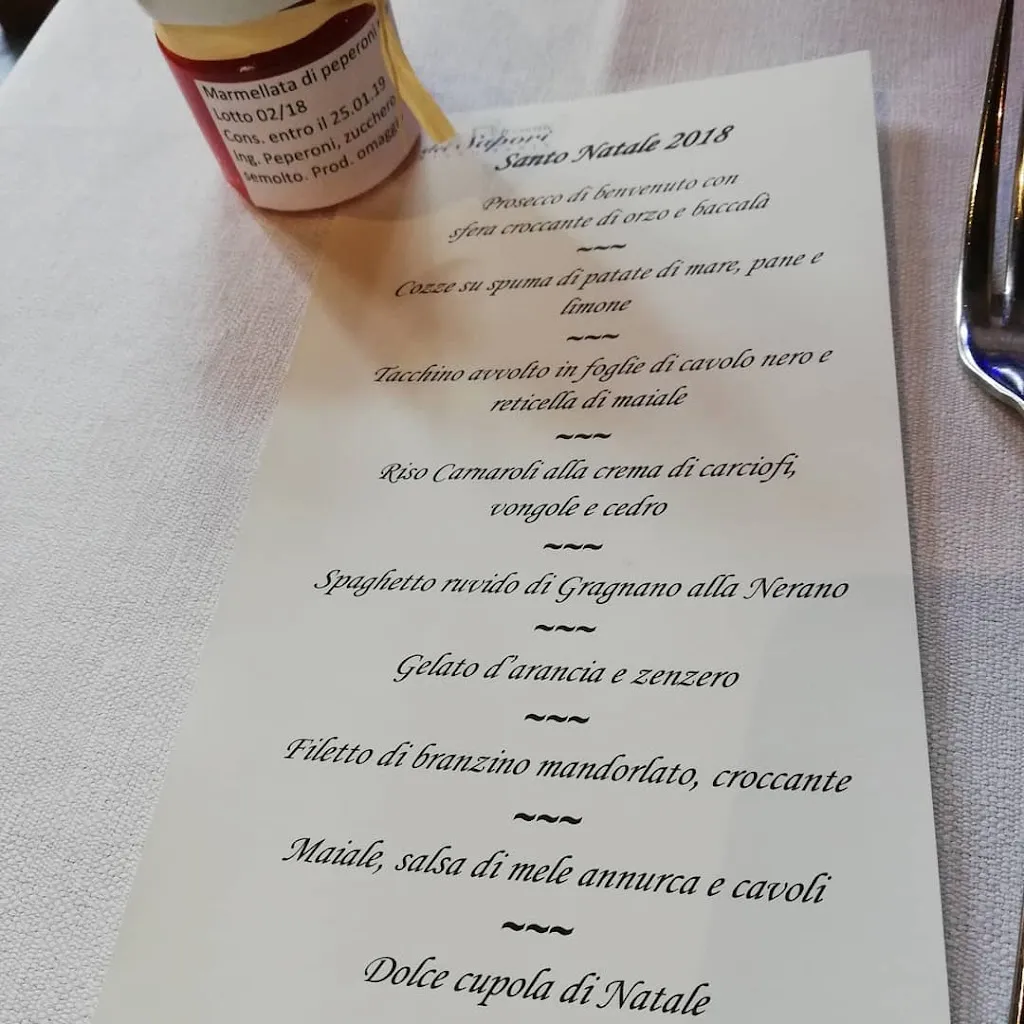 Marmellata di peperoni
Lotto 02/18
Cons. entro il 25.01.19
Ing. Peperoni, zucchero
semolto. Prod. omaggi
dei Sapori
Santo Natale 2018
Prosecco di benvenuto con
sfera croccante di orzo e baccalà
~~~
Cozze su spuma di patate di mare, pane e
limone
~~~
Tacchino avvolto in foglie di cavolo nero e
reticella di maiale
~~~
Riso Carnaroli alla crema di carciofi,
vongole e cedro
~~~
Spaghetto ruvido di Gragnano alla Nerano
~~~
Gelato d'arancia e zenzero
~~~
Filetto di branzino mandorlato, croccante
~~~
Maiale, salsa di mele annurca e cavoli
~~~
Dolce cupola di Natale